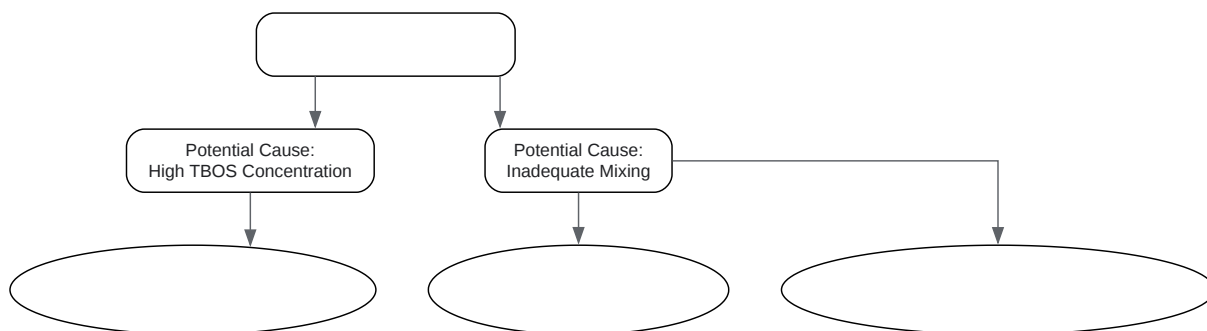 Potential Cause:
High TBOS Concentration
Potential Cause:
Inadequate Mixing